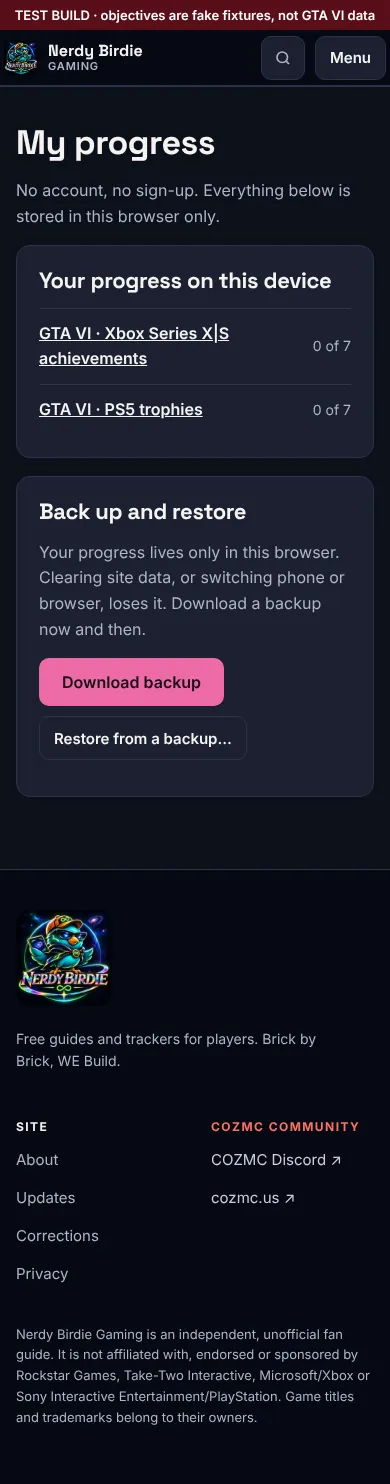 TEST BUILD · objectives are fake fixtures, not GTA VI data
Nerdy Birdie
GAMING
Menu
My progress
No account, no sign-up. Everything below is
stored in this browser only.
Your progress on this device
GTA VI · Xbox Series X|S
achievements
0 of 7
GTA VI · PS5 trophies
0 of 7
Back up and restore
Your progress lives only in this browser.
Clearing site data, or switching phone or
browser, loses it. Download a backup
now and then.
Download backup
Restore from a backup...
NERDYBIRDIE
Free guides and trackers for players. Brick by
Brick, WE Build.
SITE
About
Updates
Corrections
Privacy
COZMC COMMUNITY
COZMC Discord ↗
cozmc.us ↗
Nerdy Birdie Gaming is an independent, unofficial fan
guide. It is not affiliated with, endorsed or sponsored by
Rockstar Games, Take-Two Interactive, Microsoft/Xbox or
Sony Interactive Entertainment/PlayStation. Game titles
and trademarks belong to their owners.